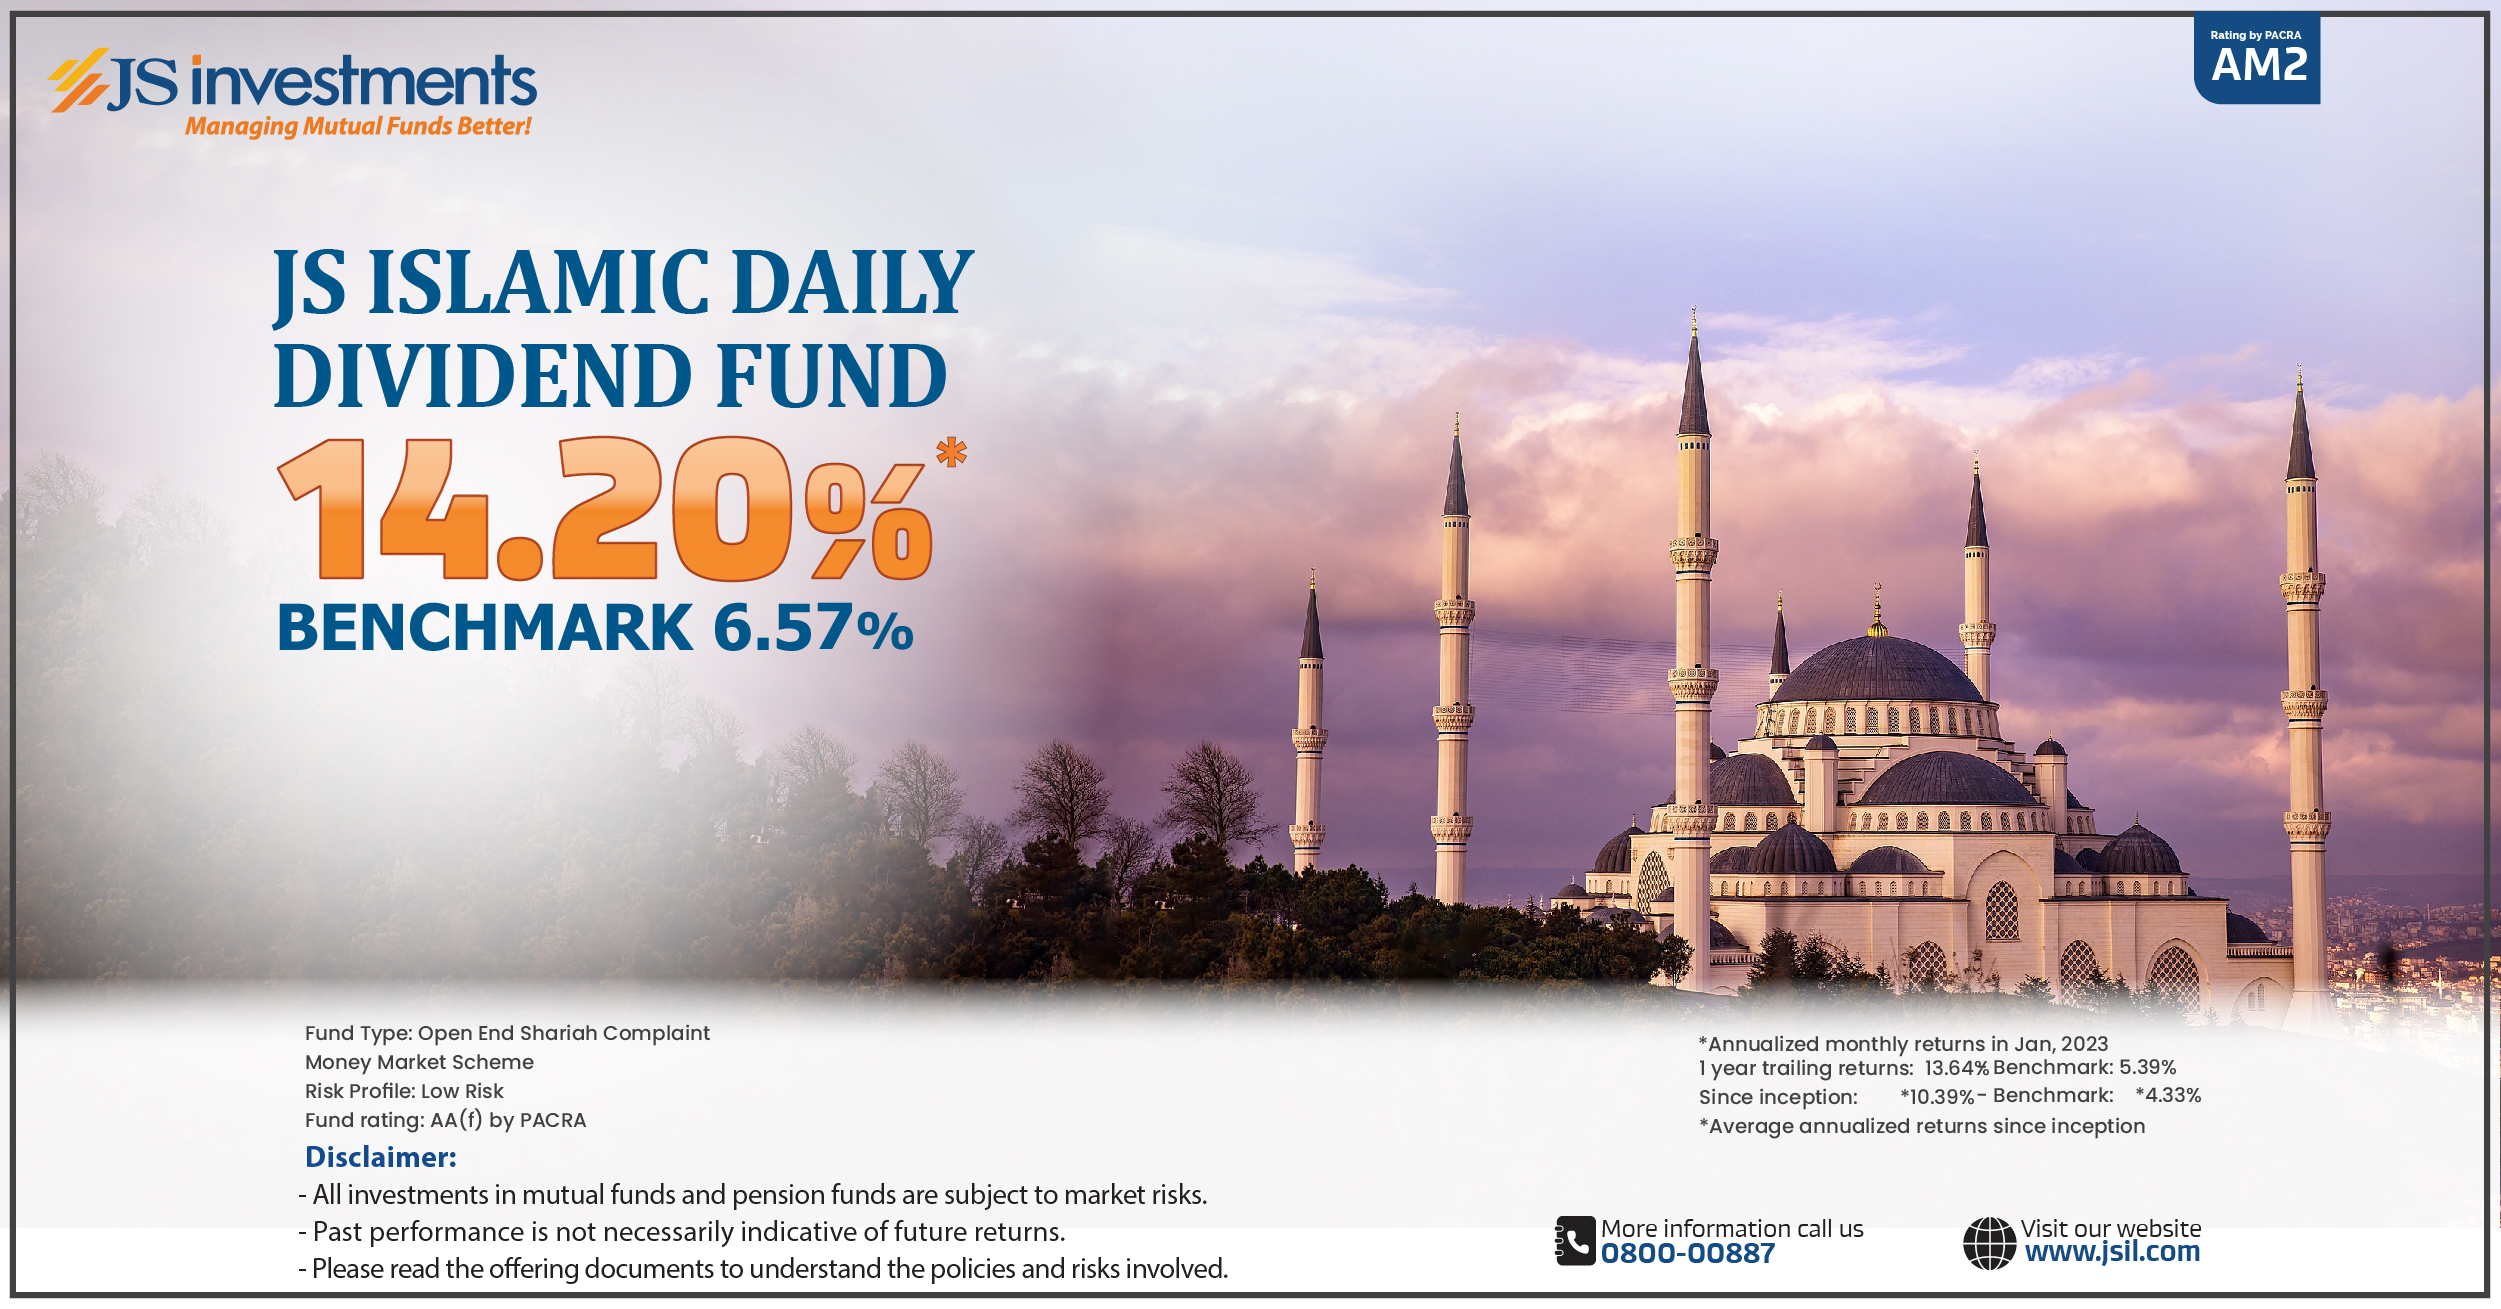 JS investments
Managing Mutual Funds Better!
Rating by PACRA
AM2
JS ISLAMIC DAILY
DIVIDEND FUND
14.20%*
BENCHMARK 6.57%
Fund Type: Open End Shariah Complaint
Money Market Scheme
Risk Profile: Low Risk
Fund rating: AA(f) by PACRA
Disclaimer:
- All investments in mutual funds and pension funds are subject to market risks.
- Past performance is not necessarily indicative of future returns.
- Please read the offering documents to understand the policies and risks involved.
*Annualized monthly returns in Jan, 2023
1 year trailing returns: 13.64% Benchmark: 5.39%
Since inception: *10.39% - Benchmark: *4.33%
*Average annualized returns since inception
More information call us
0800-00887
Visit our website
www.jsil.com